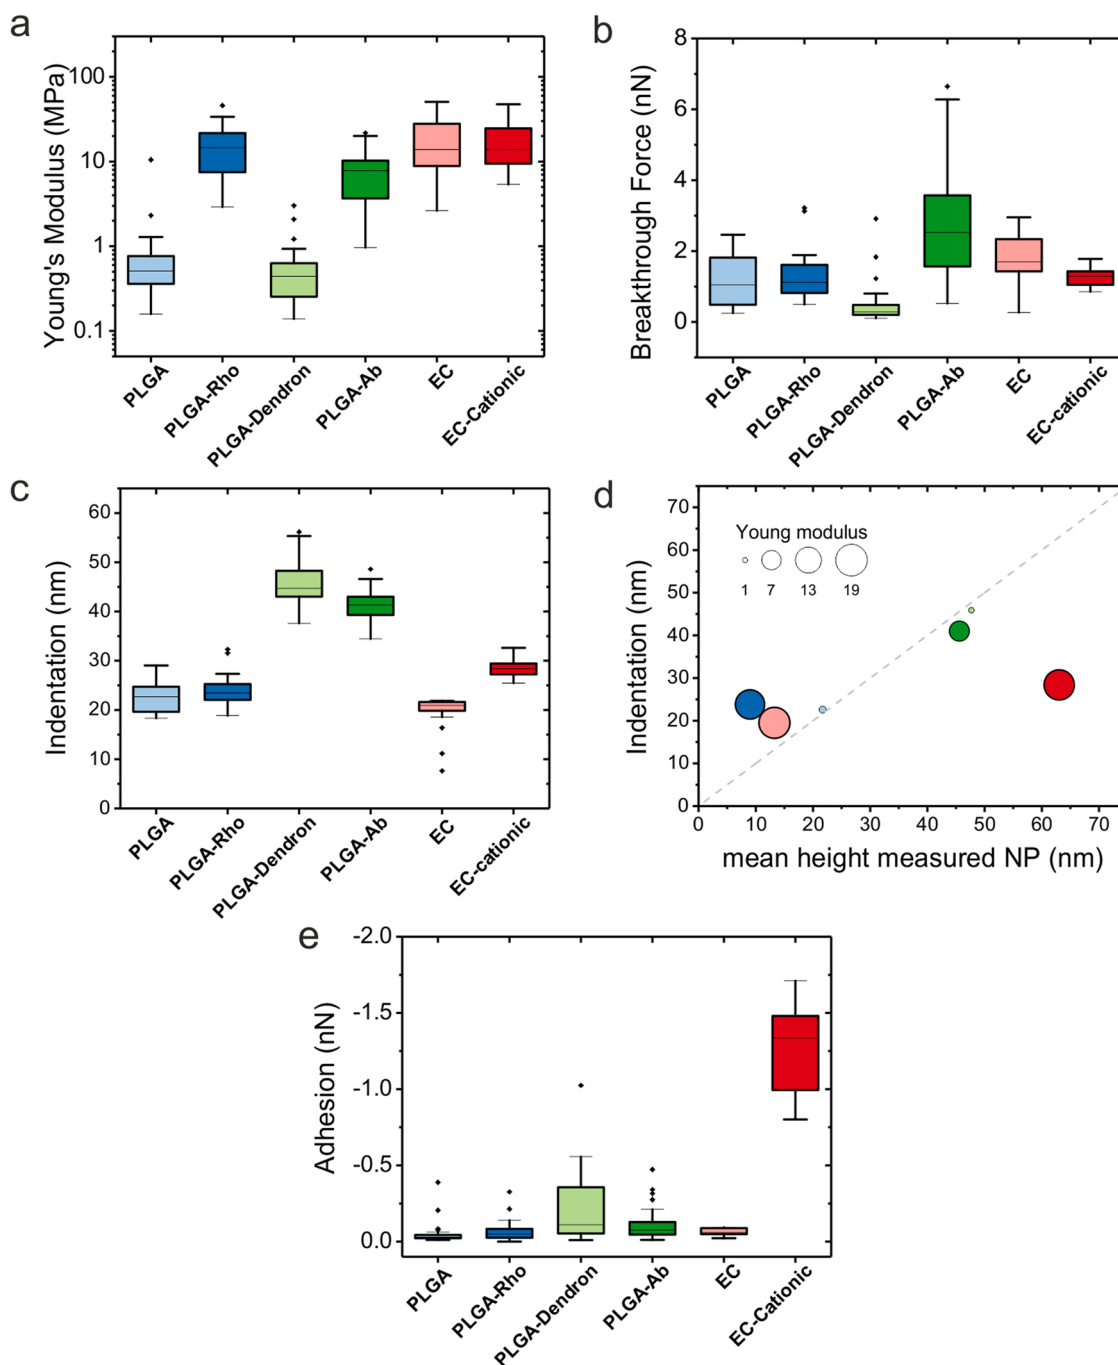 a
Young's Modulus (MPa)
100
10
1
0.1
PLGA
PLGA-Rho
PLGA-Dendron
PLGA-Ab
EC
EC-Cationic
b
Breakthrough Force (nN)
8
6
4
2
0
PLGA
PLGA-Rho
PLGA-Dendron
PLGA-Ab
EC
EC-cationic
c
Indentation (nm)
60
50
40
30
20
10
0
PLGA
PLGA-Rho
PLGA-Dendron
PLGA-Ab
EC
EC-cationic
d
Indentation (nm)
70
60
50
40
30
20
10
0
Young modulus
1 7 13 19
0 10 20 30 40 50 60 70
mean height measured NP (nm)
e
Adhesion (nN)
-2.0
-1.5
-1.0
-0.5
0.0
PLGA
PLGA-Rho
PLGA-Dendron
PLGA-Ab
EC
EC-Cationic